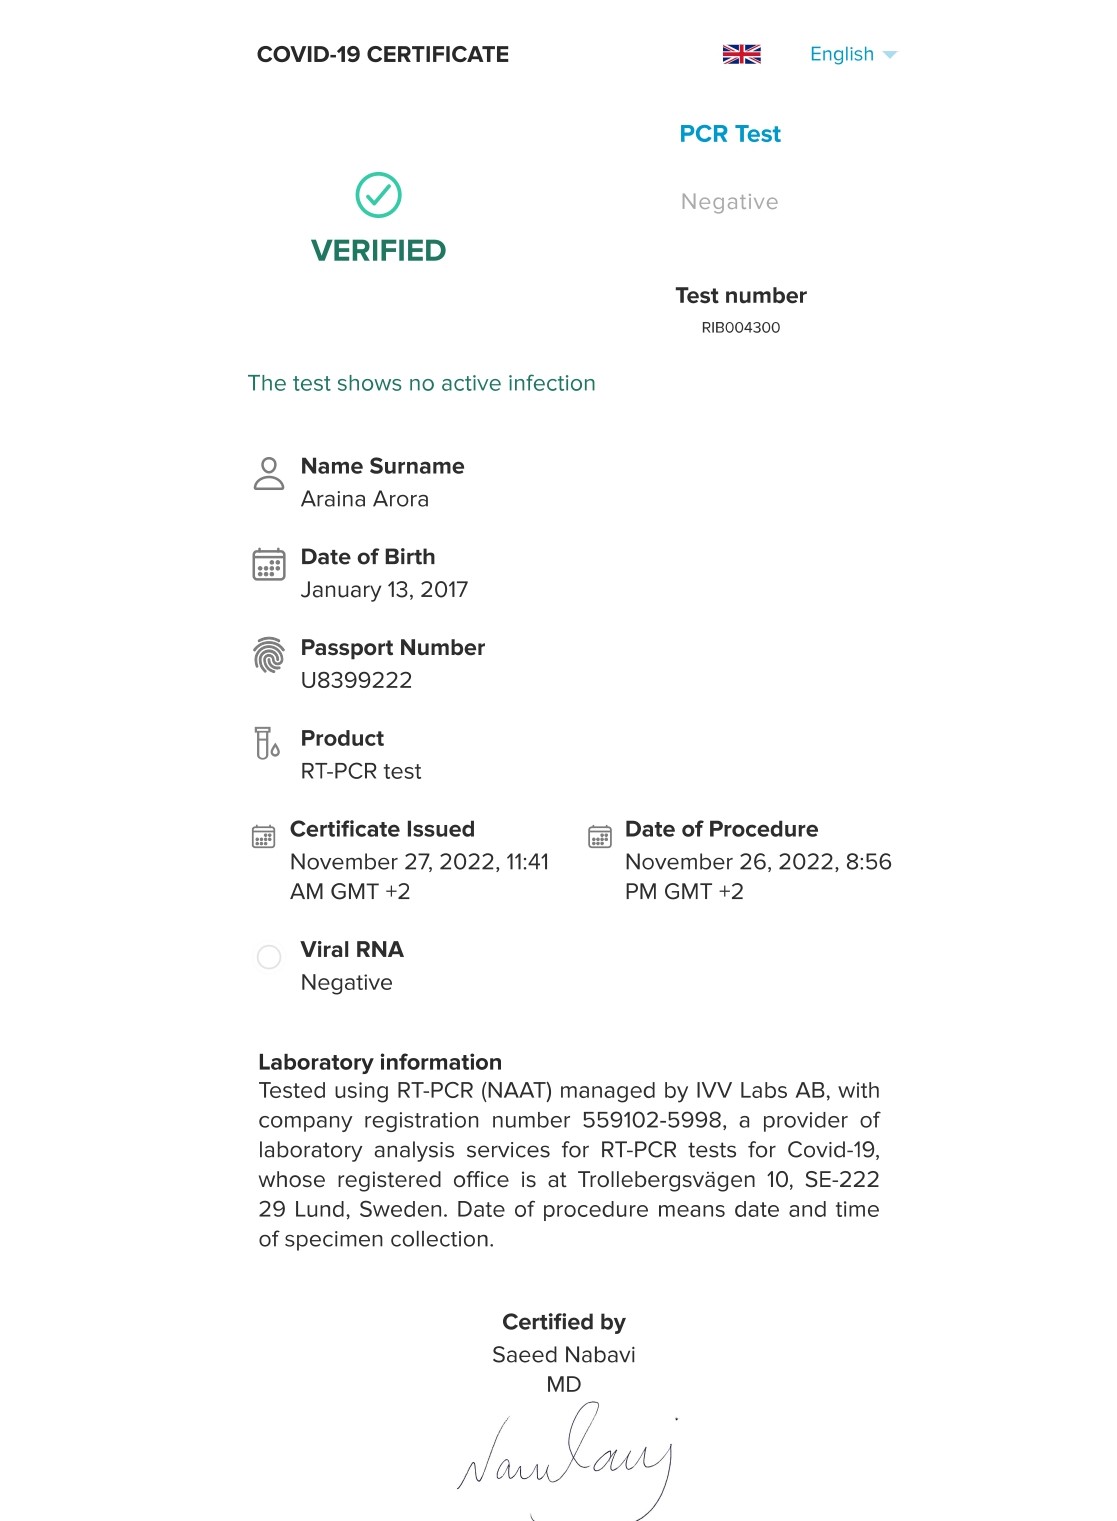 COVID-19 CERTIFICATE
English
PCR Test
Negative
VERIFIED
Test number
RIB004300
The test shows no active infection
Name Surname
Araina Arora
Date of Birth
January 13, 2017
Passport Number
U8399222
Product
RT-PCR test
Certificate Issued
November 27, 2022, 11:41
AM GMT +2
Date of Procedure
November 26, 2022, 8:56
PM GMT +2
Viral RNA
Negative
Laboratory information
Tested using RT-PCR (NAAT) managed by IVV Labs AB, with
company registration number 559102-5998, a provider of
laboratory analysis services for RT-PCR tests for Covid-19,
whose registered office is at Trollebergsvägen 10, SE-222
29 Lund, Sweden. Date of procedure means date and time
of specimen collection.
Certified by
Saeed Nabavi
MD